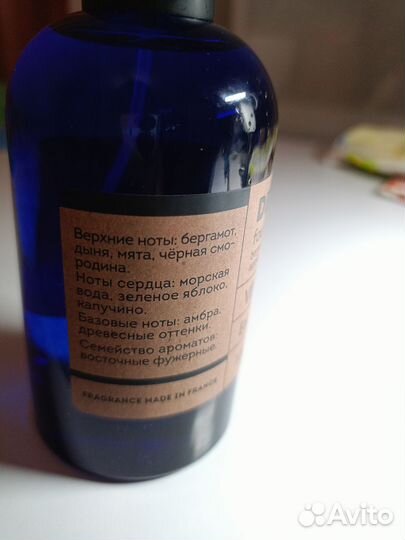 Верхние ноты: бергамот,
дыня, мята, чёрная смо-
родина.
Ноты сердца: морская
вода, зеленое яблоко,
капучино.
Базовые ноты: амбра,
древесные оттенки.
Семейство ароматов:
восточные фужерные.
FRAGRANCE MADE IN FRANCE
Avito